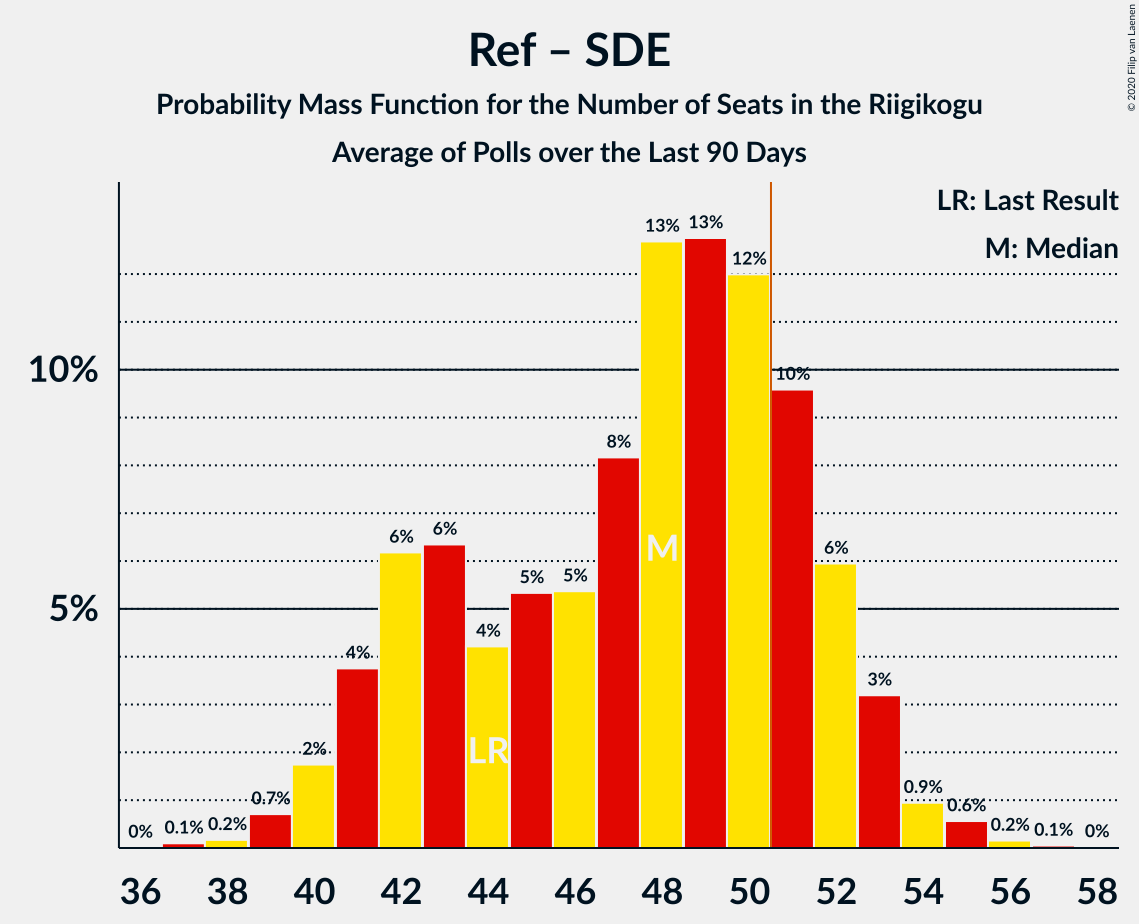 © 2020 Filip van Laenen
Ref – SDE
Probability Mass Function for the Number of Seats in the Riigikogu
Average of Polls over the Last 90 Days
LR: Last Result
M: Median
10%
5%
0%
0.1%
0.2%
0.7%
2%
4%
6%
6%
4%
5%
5%
8%
13%
13%
12%
10%
6%
3%
0.9%
0.6%
0.2%
0.1%
0%
LR
M
36 38 40 42 44 46 48 50 52 54 56 58